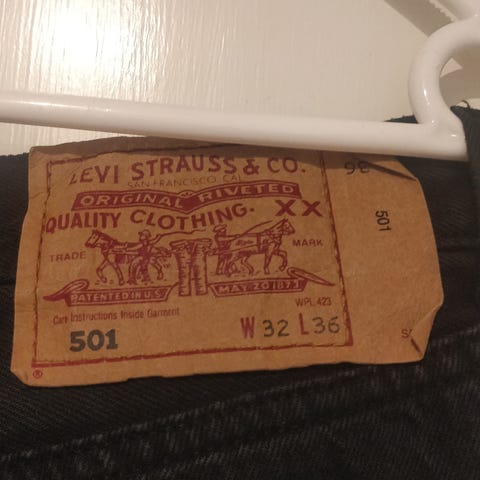 LEVI STRAUSS & CO.
SAN FRANCISCO, CAL.
ORIGINAL RIVETED
QUALITY CLOTHING. XX
TRADE MARK
PATENTED IN U.S. MAY 20 1873
Care Instructions Inside Garment
WPL 423
501
W 32 L 36
®
501